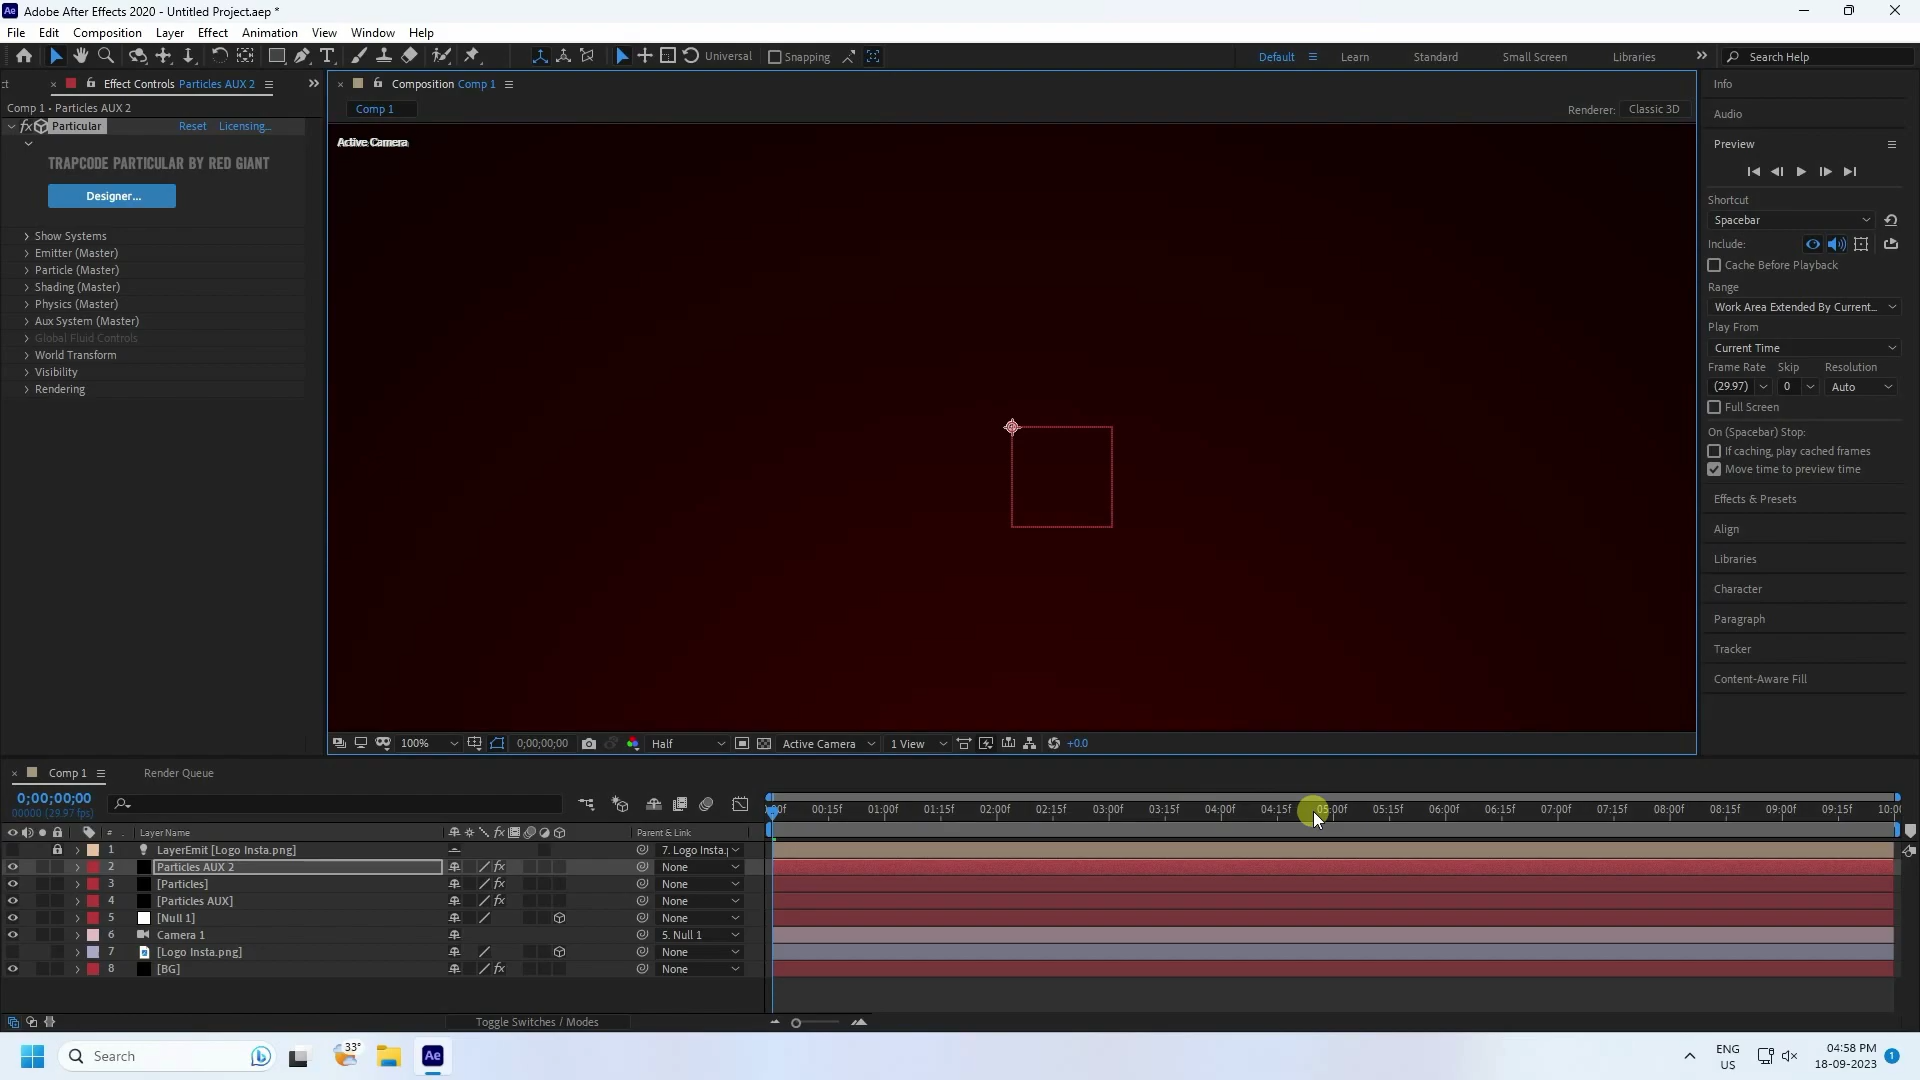 Adobe After Effects 2020 - Untitled Project.aep *
File Edit Composition Layer Effect Animation View Window Help
Universal Snapping Default Learn Standard Small Screen Libraries Search Help
Effect Controls Particles AUX 2
Composition Comp 1
Comp 1 • Particles AUX 2
Comp 1
Renderer: Classic 3D
fx Particular Reset Licensing...
TRAPCODE PARTICULAR BY RED GIANT
Designer...
Show Systems
Emitter (Master)
Particle (Master)
Shading (Master)
Physics (Master)
Aux System (Master)
Global Fluid Controls
World Transform
Visibility
Rendering
Active Camera
Info
Audio
Preview
Shortcut
Spacebar
Include:
Cache Before Playback
Range
Work Area Extended By Current...
Play From
Current Time
Frame Rate Skip Resolution
(29.97) 0 Auto
Full Screen
On (Spacebar) Stop:
If caching, play cached frames
Move time to preview time
Effects & Presets
Align
Libraries
Character
Paragraph
Tracker
Content-Aware Fill
100% 0;00;00;00 Half Active Camera 1 View +0.0
Comp 1 Render Queue
0;00;00;00
00000 (29.97 fps)
:00f 00:15f 01:00f 01:15f 02:00f 02:15f 03:00f 03:15f 04:00f 04:15f 05:00f 05:15f 06:00f 06:15f 07:00f 07:15f 08:00f 08:15f 09:00f 09:15f 10:00
# Layer Name Parent & Link
1 LayerEmit [Logo Insta.png] 7. Logo Insta.p
2 Particles AUX 2 fx None
3 [Particles] fx None
4 [Particles AUX] fx None
5 [Null 1] None
6 Camera 1 5. Null 1
7 [Logo Insta.png] None
8 [BG] fx None
Toggle Switches / Modes
Search
33°
Ae
ENG
US
04:58 PM
18-09-2023
1